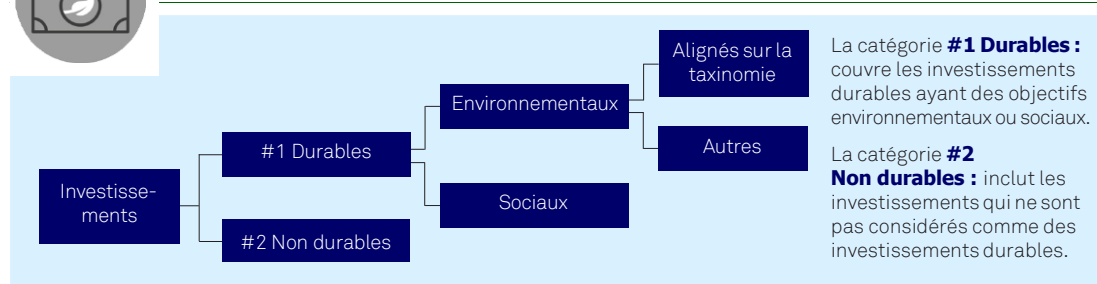 Investisse-
ments
#1 Durables
#2 Non durables
Environnementaux
Sociaux
Alignés sur la
taxinomie
Autres
La catégorie #1 Durables :
couvre les investissements
durables ayant des objectifs
environnementaux ou sociaux.
La catégorie #2
Non durables : inclut les
investissements qui ne sont
pas considérés comme des
investissements durables.